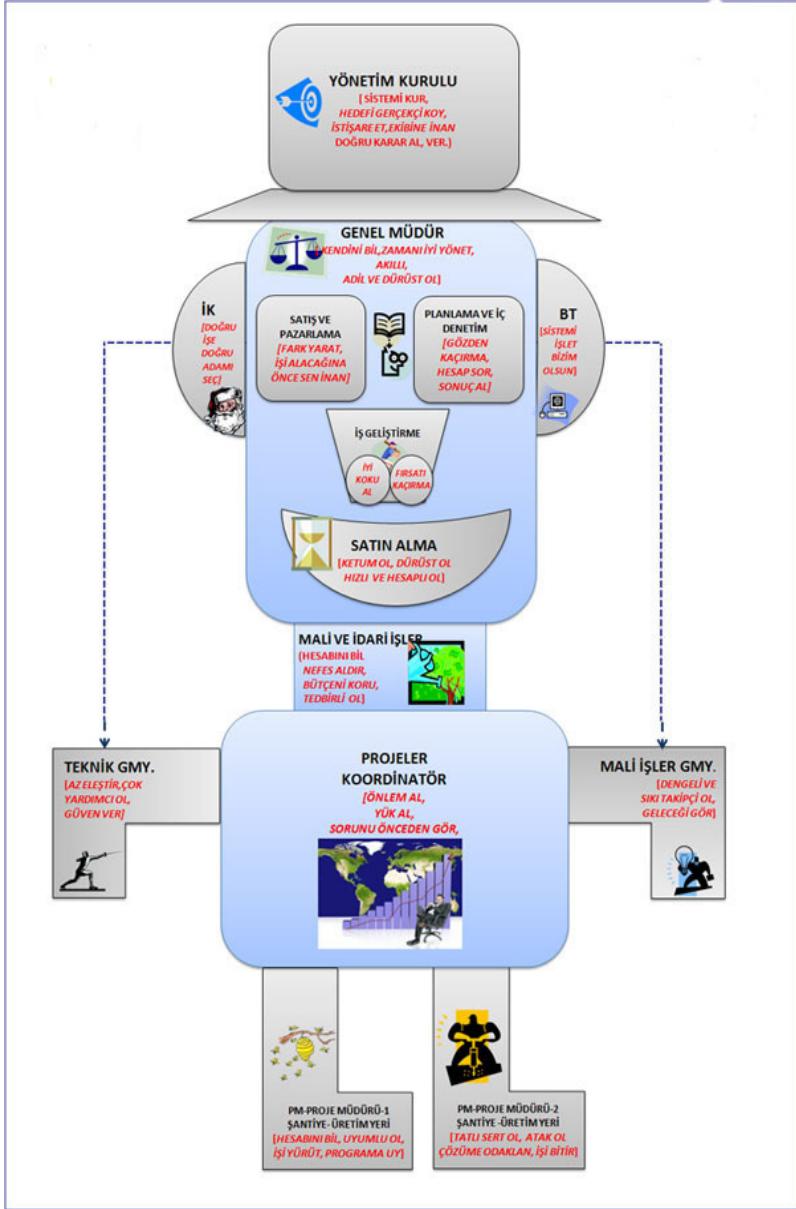 YÖNETİM KURULU
[SİSTEMİ KUR,
HEDEFİ GERÇEKÇİ KOY,
İSTİŞARE ET,EKİBİNE İNAN
DOĞRU KARAR AL, VER.)
GENEL MÜDÜR
[ KENDİNİ BİL,ZAMANI İYİ YÖNET,
AKILLI,
ADİL VE DÜRÜST OL]
İK
[DOĞRU
İŞE
DOĞRU
ADAMI
SEÇ]
SATIŞ VE
PAZARLAMA
[FARK YARAT,
İŞİ ALACAĞINA
ÖNCE SEN İNAN]
PLANLAMA VE İÇ
DENETİM
[GÖZDEN
KAÇIRMA,
HESAP SOR,
SONUÇ AL]
BT
[SİSTEMİ
İŞLET
BİZİM
OLSUN]
İŞ GELİŞTİRME
İYİ
KOKU
AL
FIRSATI
KAÇIRMA
SATIN ALMA
[KETUM OL, DÜRÜST OL
HIZLI VE HESAPLI OL]
MALİ VE İDARİ İŞLER
(HESABINI BİL
NEFES ALDIR,
BÜTÇENİ KORU,
TEDBİRLİ OL]
TEKNİK GMY.
[AZ ELEŞTİR,ÇOK
YARDIMCI OL,
GÜVEN VER]
PROJELER
KOORDİNATÖR
[ÖNLEM AL,
YÜK AL,
SORUNU ÖNCEDEN GÖR,
MALİ İŞLER GMY.
[DENGELİ VE
SIKI TAKİPÇİ OL,
GELECEĞİ GÖR]
PM-PROJE MÜDÜRÜ-1
ŞANTİYE-ÜRETİM YERİ
[HESABINI BİL, UYUMLU OL,
İŞİ YÜRÜT, PROGRAMA UY]
PM-PROJE MÜDÜRÜ-2
ŞANTİYE -ÜRETİM YERİ
[TATLI SERT OL, ATAK OL
ÇÖZÜME ODAKLAN, İŞİ BİTİR]